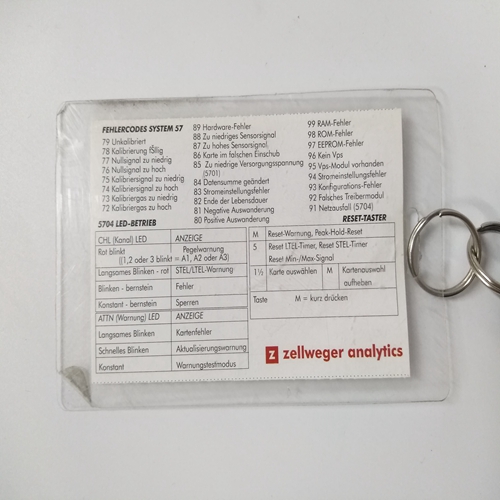 FEHLERCODES SYSTEM 57
79 Unkalibriert
78 Kalibrierung fällig
77 Nullsignal zu niedrig
76 Nullsignal zu hoch
75 Kalibriersignal zu niedrig
74 Kalibriersignal zu hoch
73 Kalibriergas zu niedrig
72 Kalibriergas zu hoch
89 Hardware-Fehler
88 Zu niedriges Sensorsignal
87 Zu hohes Sensorsignal,
86 Karte im falschen Einschub
85 Zu niedrige Versorgungsspannung
(5701)
84 Datensumme geändert
83 Stromeinstellungsfehler
82 Ende der Lebensdauer
81 Negative Auswanderung
80 Positive Auswanderung
99 RAM-Fehler
98 ROM-Fehler
97 EEPROM-Fehler
96 Kein Vps
95 Vps-Modul vorhanden
94 Stromeinstellungsfehler
93 Konfigurations-Fehler
92 Falsches Treibermodul
91 Netzausfall (5704)
5704 LED-BETRIEB
CHL (Kanal) LED ANZEIGE
Rot blinkt Pegelwarnung
((1,2 oder 3 blinkt = A1, A2 oder A3)
Langsames Blinken - rot STEL/LTEL-Warnung
Blinken - bernstein Fehler
Konstant - bernstein Sperren
ATTN (Warnung) LED ANZEIGE
Langsames Blinken Kartenfehler
Schnelles Blinken Aktualisierungswarnung
Konstant Warnungstestmodus
RESET-TASTER
M Reset-Warnung, Peak-Hold-Reset
5 Reset LTEL-Timer, Reset STEL-Timer
Reset Min-/Max-Signal
1½ Karte auswählen M Kartenauswahl
aufheben
Taste M = kurz drücken
z zellweger analytics